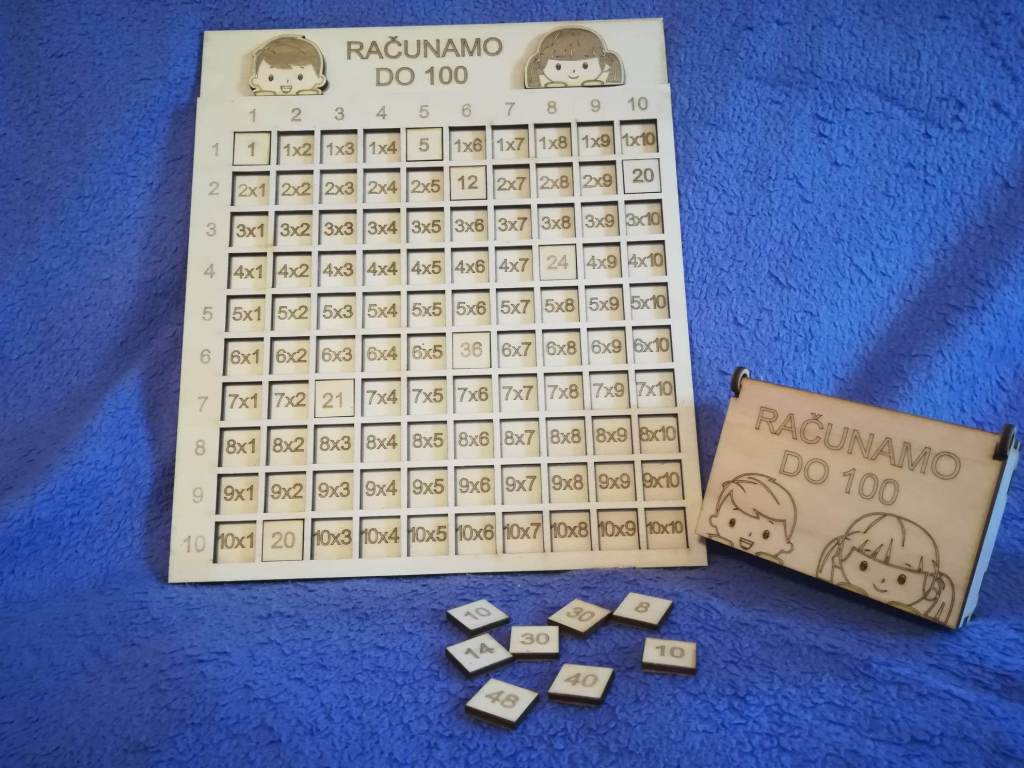 RAČUNAMO
DO 100
1 2 3 4 5 6 7 8 9 10
1 1 1x2 1x3 1x4 5 1x6 1x7 1x8 1x9 1x10
2 2x1 2x2 2x3 2x4 2x5 12 2x7 2x8 2x9 20
3 3x1 3x2 3x3 3x4 3x5 3x6 3x7 3x8 3x9 3x10
4 4x1 4x2 4x3 4x4 4x5 4x6 4x7 24 4x9 4x10
5 5x1 5x2 5x3 5x4 5x5 5x6 5x7 5x8 5x9 5x10
6 6x1 6x2 6x3 6x4 6x5 36 6x7 6x8 6x9 6x10
7 7x1 7x2 21 7x4 7x5 7x6 7x7 7x8 7x9 7x10
8 8x1 8x2 8x3 8x4 8x5 8x6 8x7 8x8 8x9 8x10
9 9x1 9x2 9x3 9x4 9x5 9x6 9x7 9x8 9x9 9x10
10 10x1 20 10x3 10x4 10x5 10x6 10x7 10x8 10x9 10x10
RAČUNAMO
DO 100
10 30 8
14 30 10
48 40